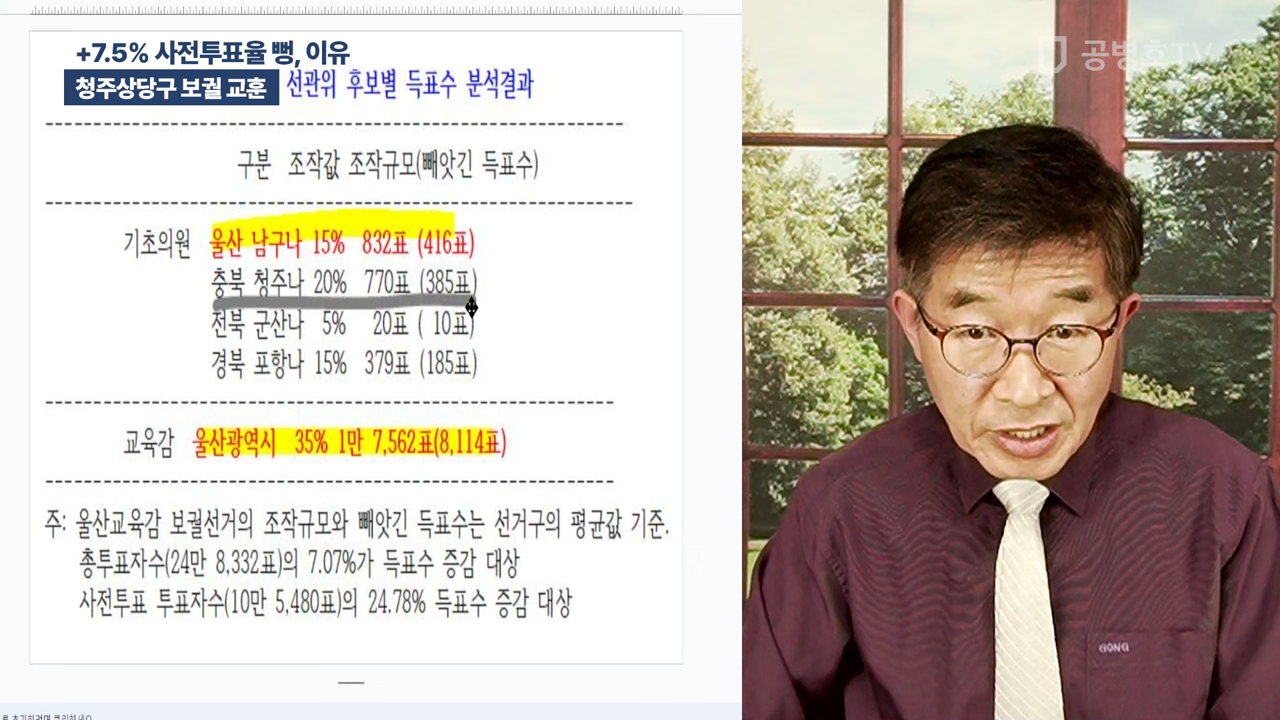 +7.5% 사전투표율 뻥, 이유
청주상당구 보궐 교훈 선관위 후보별 득표수 분석결과
공병호TV
구분 조작값 조작규모(빼앗긴 득표수)
기초의원 울산 남구나 15% 832표 (416표)
충북 청주나 20% 770표 (385표)
전북 군산나 5% 20표 ( 10표)
경북 포항나 15% 379표 (185표)
교육감 울산광역시 35% 1만 7,562표(8,114표)
주: 울산교육감 보궐선거의 조작규모와 빼앗긴 득표수는 선거구의 평균값 기준.
총투표자수(24만 8,332표)의 7.07%가 득표수 증감 대상
사전투표 투표자수(10만 5,480표)의 24.78% 득표수 증감 대상
GONG